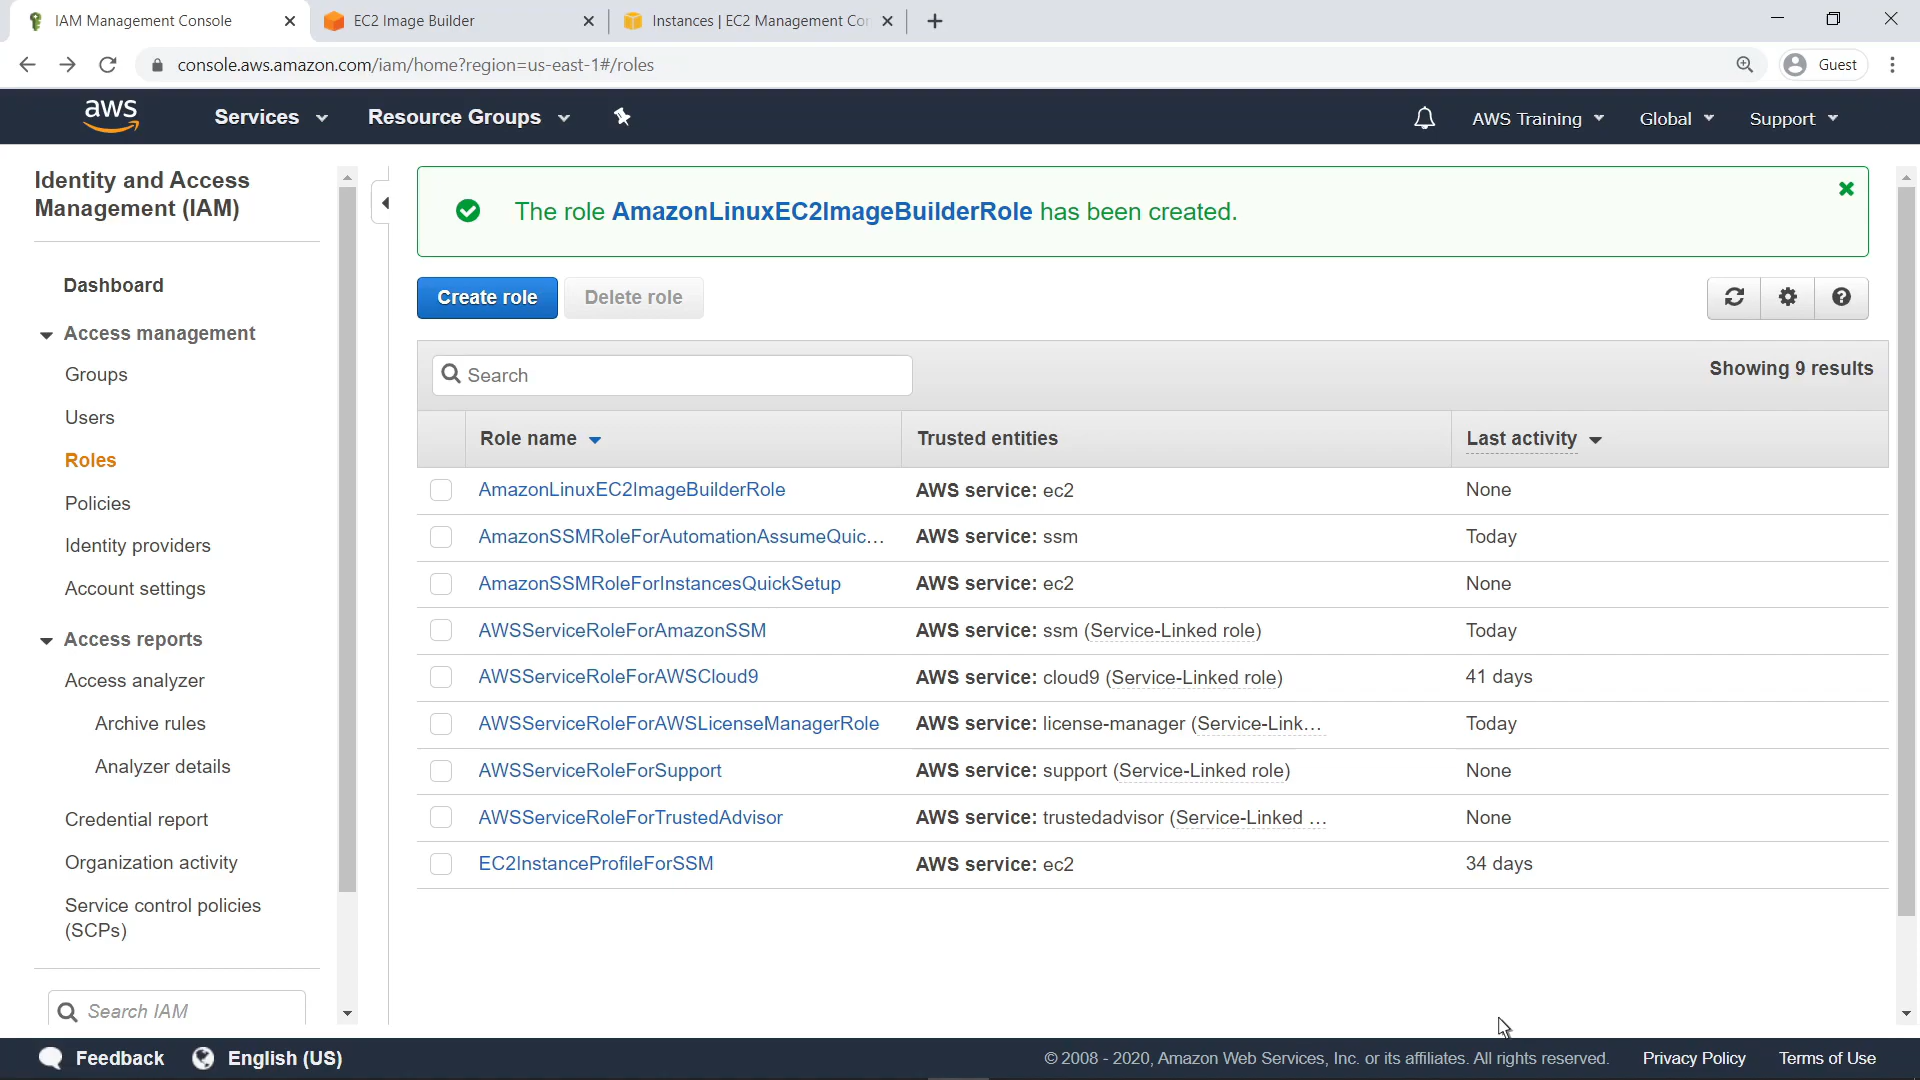 IAM Management Console
EC2 Image Builder
Instances | EC2 Management Co
console.aws.amazon.com/iam/home?region=us-east-1#/roles
Guest
aws
Services
Resource Groups
AWS Training
Global
Support
Identity and Access
Management (IAM)
Dashboard
Access management
Groups
Users
Roles
Policies
Identity providers
Account settings
Access reports
Access analyzer
Archive rules
Analyzer details
Credential report
Organization activity
Service control policies
(SCPs)
Search IAM
The role AmazonLinuxEC2ImageBuilderRole has been created.
Create role
Delete role
Search
Showing 9 results
Role name Trusted entities Last activity
AmazonLinuxEC2ImageBuilderRole AWS service: ec2 None
AmazonSSMRoleForAutomationAssumeQuic... AWS service: ssm Today
AmazonSSMRoleForInstancesQuickSetup AWS service: ec2 None
AWSServiceRoleForAmazonSSM AWS service: ssm (Service-Linked role) Today
AWSServiceRoleForAWSCloud9 AWS service: cloud9 (Service-Linked role) 41 days
AWSServiceRoleForAWSLicenseManagerRole AWS service: license-manager (Service-Link... Today
AWSServiceRoleForSupport AWS service: support (Service-Linked role) None
AWSServiceRoleForTrustedAdvisor AWS service: trustedadvisor (Service-Linked ... None
EC2InstanceProfileForSSM AWS service: ec2 34 days
Feedback
English (US)
© 2008 - 2020, Amazon Web Services, Inc. or its affiliates. All rights reserved.
Privacy Policy
Terms of Use